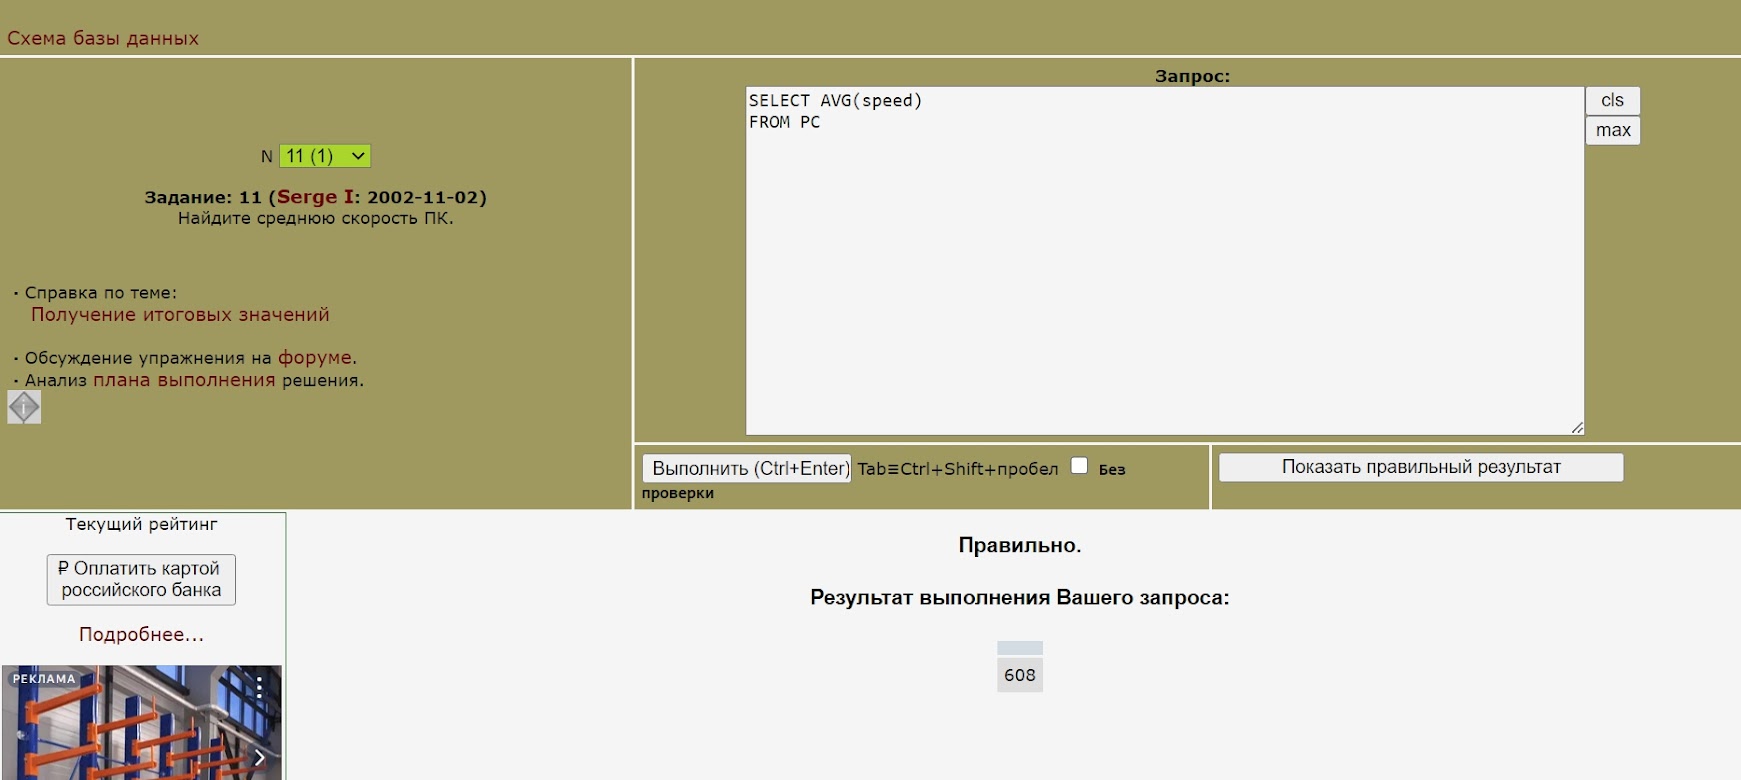 Схема базы данных
N 11 (1)
Задание: 11 (Serge I: 2002-11-02)
Найдите среднюю скорость ПК.
· Справка по теме:
Получение итоговых значений
· Обсуждение упражнения на форуме.
· Анализ плана выполнения решения.
Запрос:
SELECT AVG(speed)
FROM PC
cls
max
Выполнить (Ctrl+Enter) Tab≡Ctrl+Shift+пробел Без
проверки
Показать правильный результат
Текущий рейтинг
₽ Оплатить картой
российского банка
Подробнее...
РЕКЛАМА
Правильно.
Результат выполнения Вашего запроса:
608